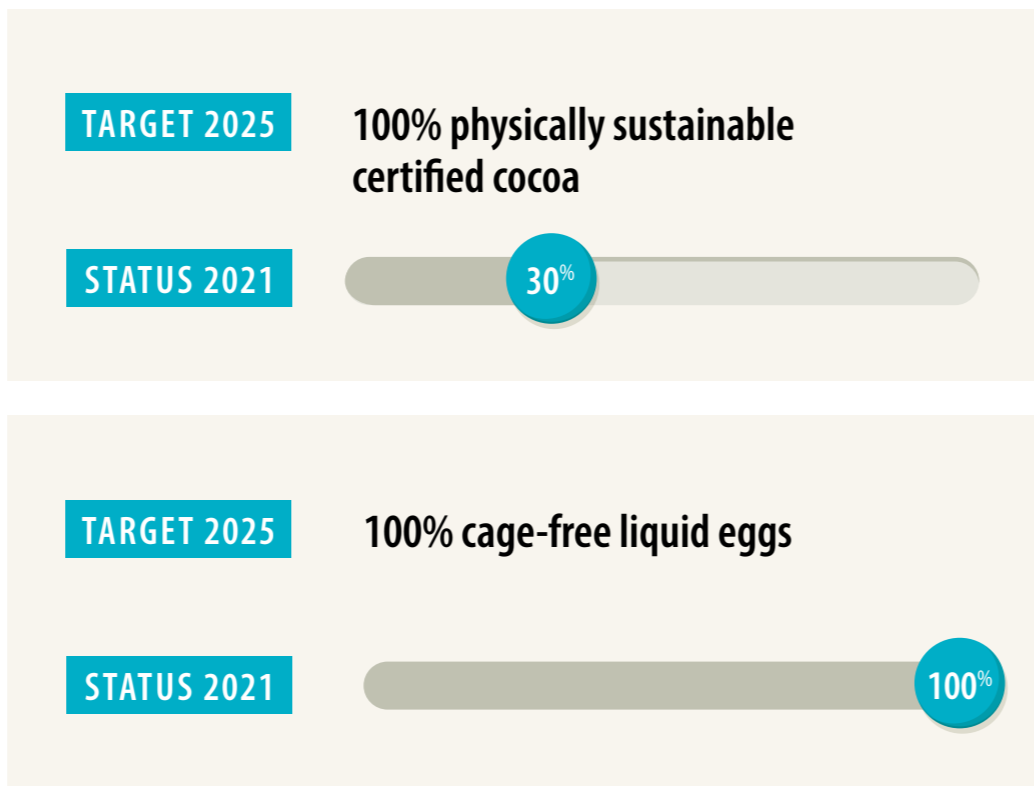 TARGET 2025
100% physically sustainable
certified cocoa
STATUS 2021
30%
TARGET 2025
100% cage-free liquid eggs
STATUS 2021
100%